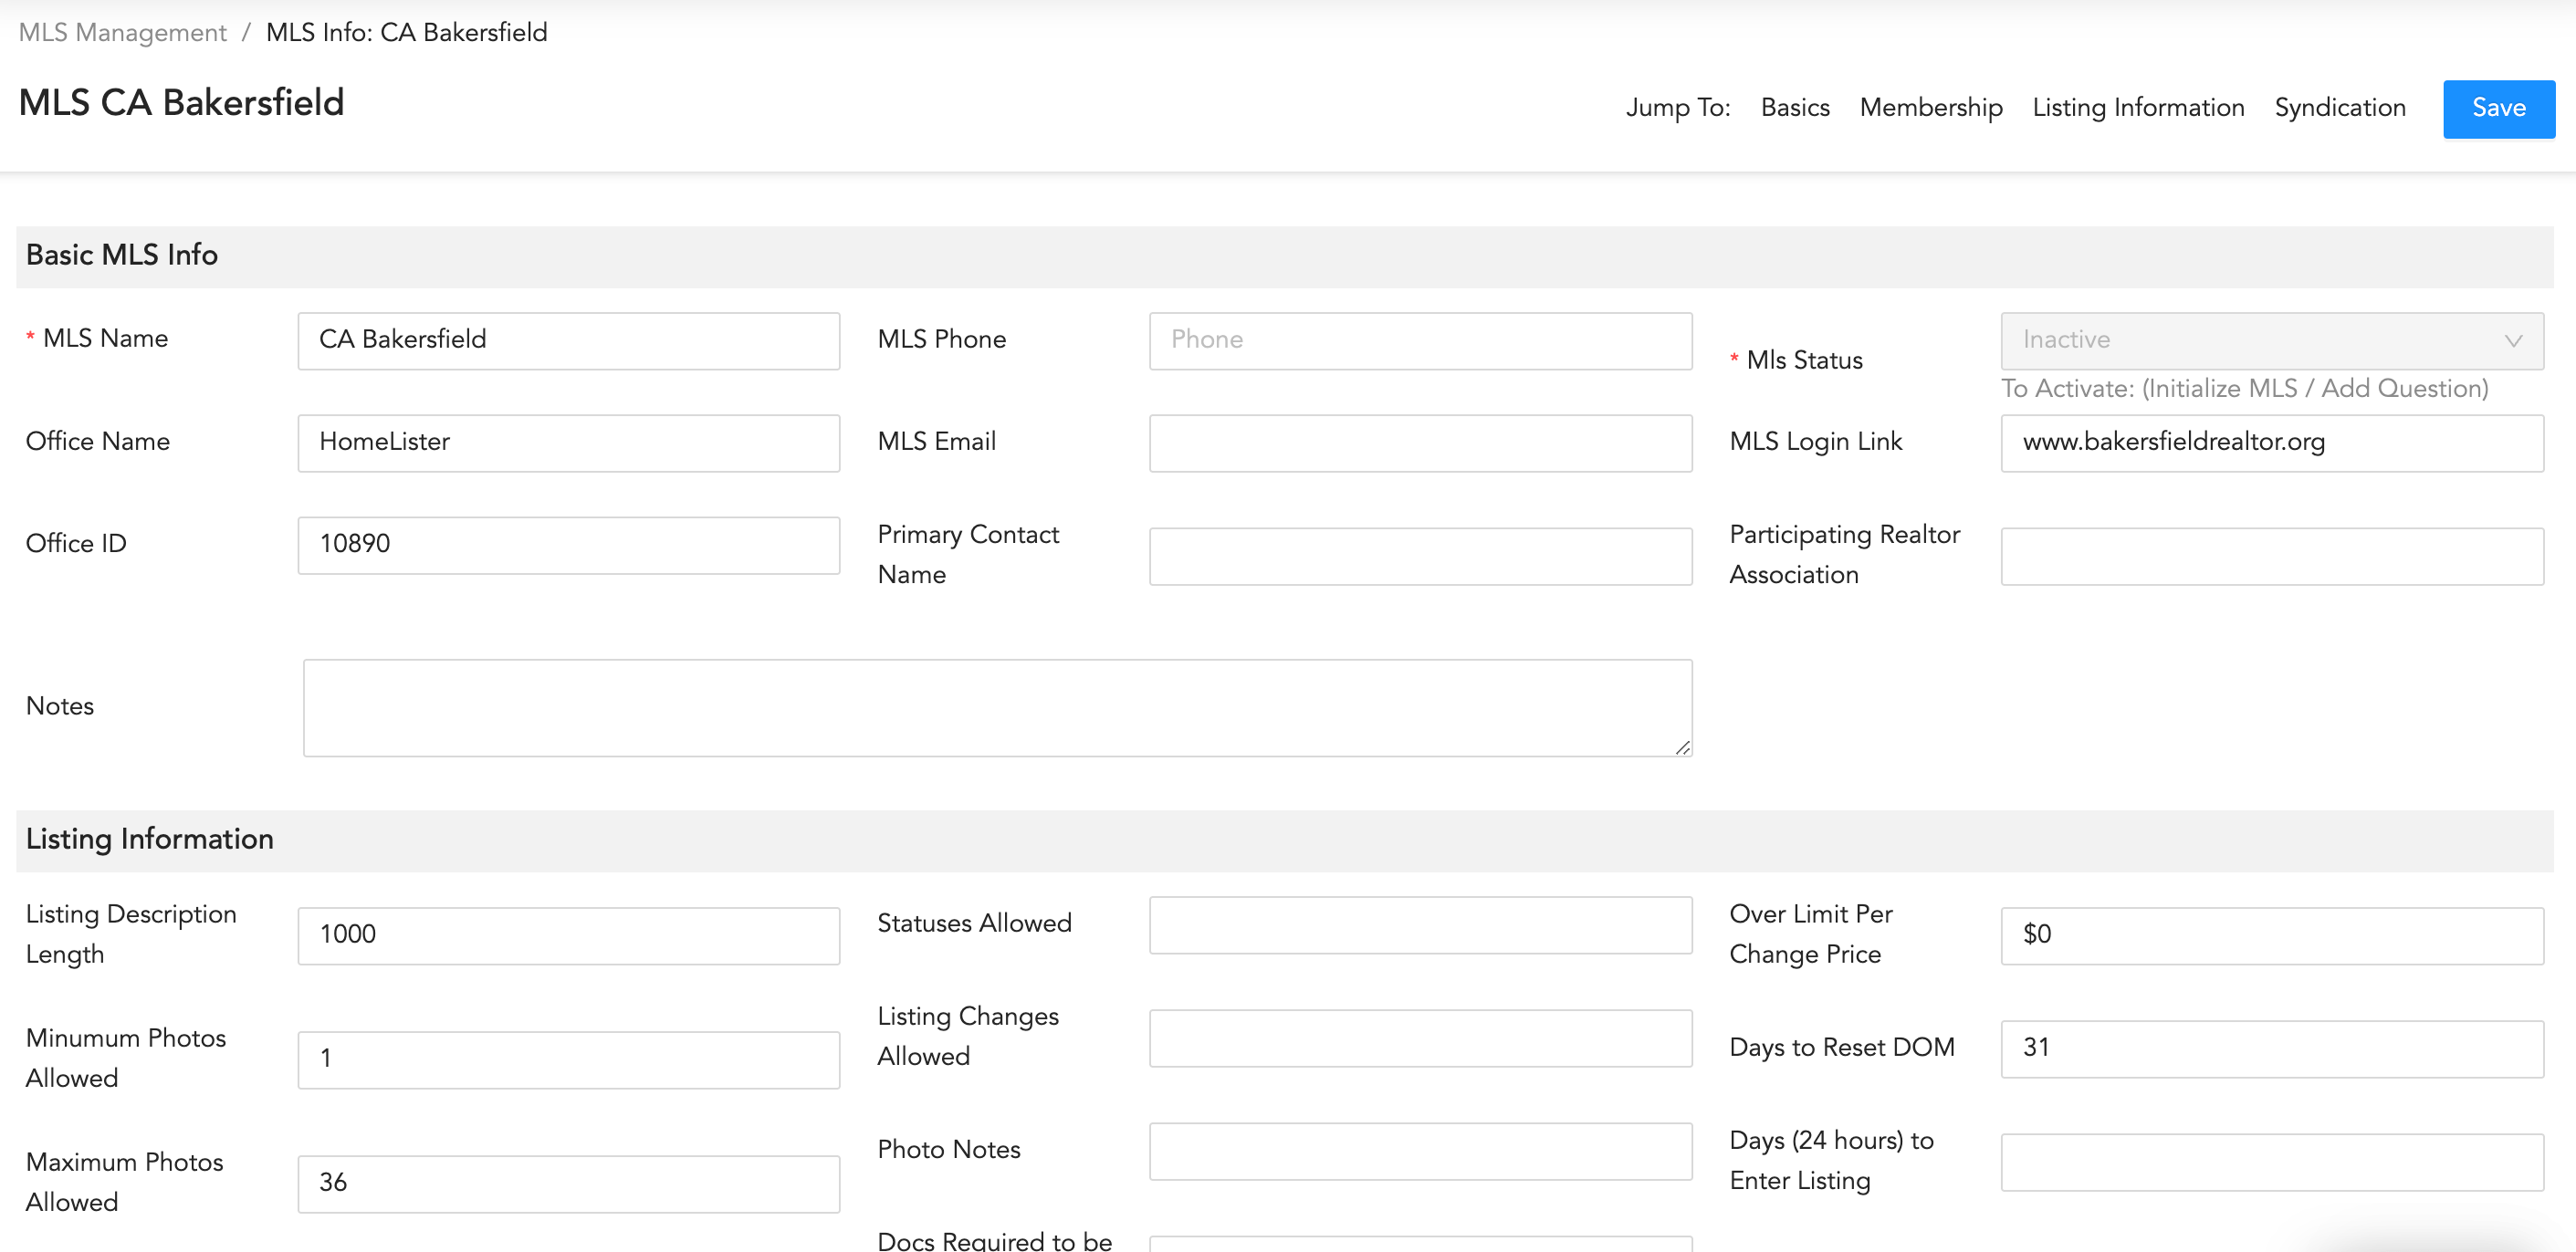 MLS Management / MLS Info: CA Bakersfield
MLS CA Bakersfield
Jump To: Basics Membership Listing Information Syndication Save
Basic MLS Info
* MLS Name CA Bakersfield
MLS Phone Phone
* Mls Status Inactive
To Activate: (Initialize MLS / Add Question)
Office Name HomeLister
MLS Email
MLS Login Link www.bakersfieldrealtor.org
Office ID 10890
Primary Contact
Name
Participating Realtor
Association
Notes
Listing Information
Listing Description
Length
1000
Statuses Allowed
Over Limit Per
Change Price
$0
Minumum Photos
Allowed
1
Listing Changes
Allowed
Days to Reset DOM 31
Maximum Photos
Allowed
36
Photo Notes
Days (24 hours) to
Enter Listing
Docs Required to be